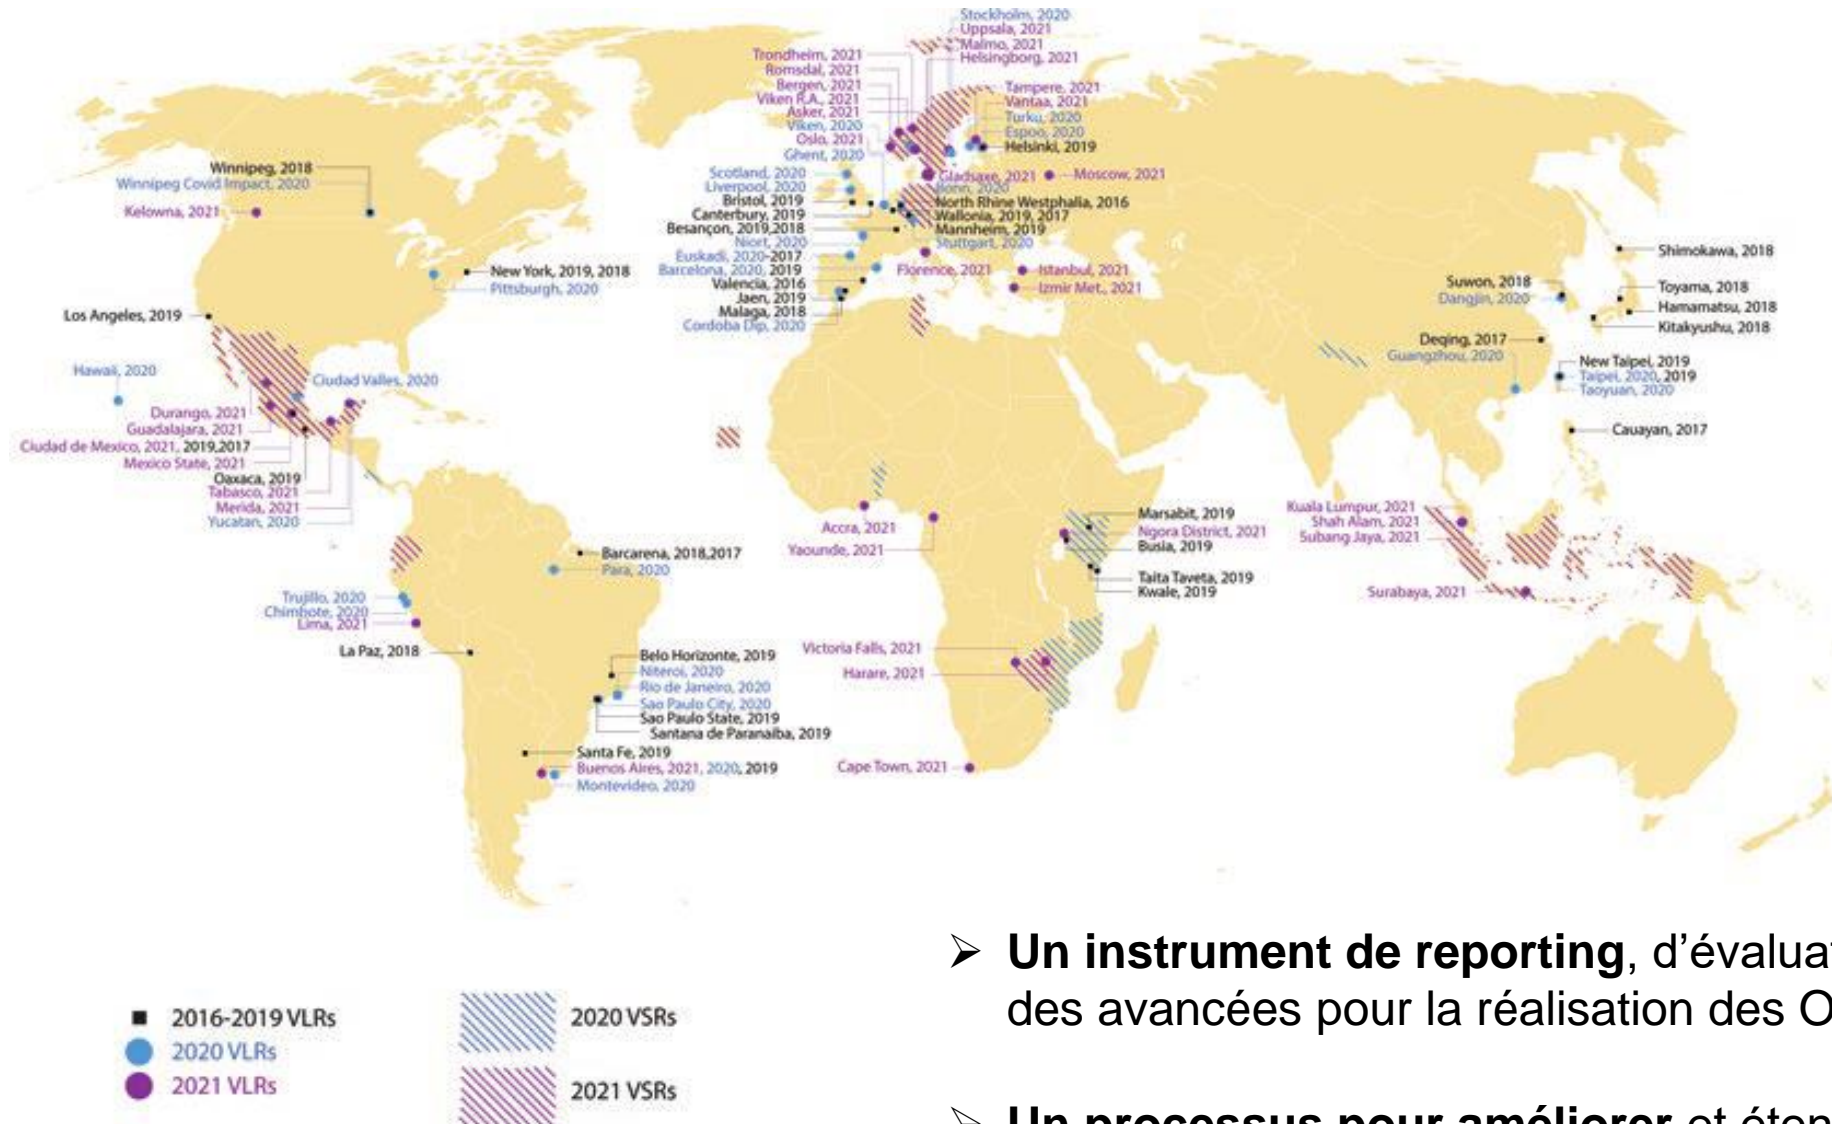 Stockholm, 2020
Uppsala, 2021
Malmo, 2021
Helsingborg, 2021
Trondheim, 2021
Romsdal, 2021
Bergen, 2021
Viken R.A., 2021
Asker, 2021
Viken, 2020
Oslo, 2021
Ghent, 2020
Tampere, 2021
Vantaa, 2021
Turku, 2020
Espoo, 2020
Helsinki, 2019
Scotland, 2020
Liverpool, 2020
Bristol, 2019
Canterbury, 2019
Besançon, 2019,2018
Niort, 2020
Euskadi, 2020-2017
Barcelona, 2020, 2019
Valencia, 2016
Jaen, 2019
Malaga, 2018
Cordoba Dip, 2020
Gladsaxe, 2021
Moscow, 2021
Bonn, 2020
North Rhine Westphalia, 2016
Wallonia, 2019, 2017
Mannheim, 2019
Stuttgart, 2020
Florence, 2021
Istanbul, 2021
Izmir Met., 2021
Winnipeg, 2018
Winnipeg Covid Impact, 2020
Kelowna, 2021
New York, 2019, 2018
Pittsburgh, 2020
Los Angeles, 2019
Hawaii, 2020
Ciudad Valles, 2020
Durango, 2021
Guadalajara, 2021
Ciudad de Mexico, 2021, 2019,2017
Mexico State, 2021
Oaxaca, 2019
Tabasco, 2021
Merida, 2021
Yucatan, 2020
Barcarena, 2018,2017
Para, 2020
Trujillo, 2020
Chimbote, 2020
Lima, 2021
La Paz, 2018
Belo Horizonte, 2019
Niteroi, 2020
Rio de Janeiro, 2020
Sao Paulo City, 2020
Sao Paulo State, 2019
Santana de Paranaiba, 2019
Santa Fe, 2019
Buenos Aires, 2021, 2020, 2019
Montevideo, 2020
Accra, 2021
Yaounde, 2021
Marsabit, 2019
Ngora District, 2021
Busia, 2019
Taita Taveta, 2019
Kwale, 2019
Victoria Falls, 2021
Harare, 2021
Cape Town, 2021
Shimokawa, 2018
Suwon, 2018
Dangjin, 2020
Toyama, 2018
Hamamatsu, 2018
Kitakyushu, 2018
Deqing, 2017
Guangzhou, 2020
New Taipei, 2019
Taipei, 2020, 2019
Taoyuan, 2020
Cauayan, 2017
Kuala Lumpur, 2021
Shah Alam, 2021
Subang Jaya, 2021
Surabaya, 2021
2016-2019 VLRs
2020 VLRs
2021 VLRs
2020 VSRs
2021 VSRs
➢ Un instrument de reporting, d’évaluat
des avancées pour la réalisation des O
➢ Un processus pour améliorer et éten